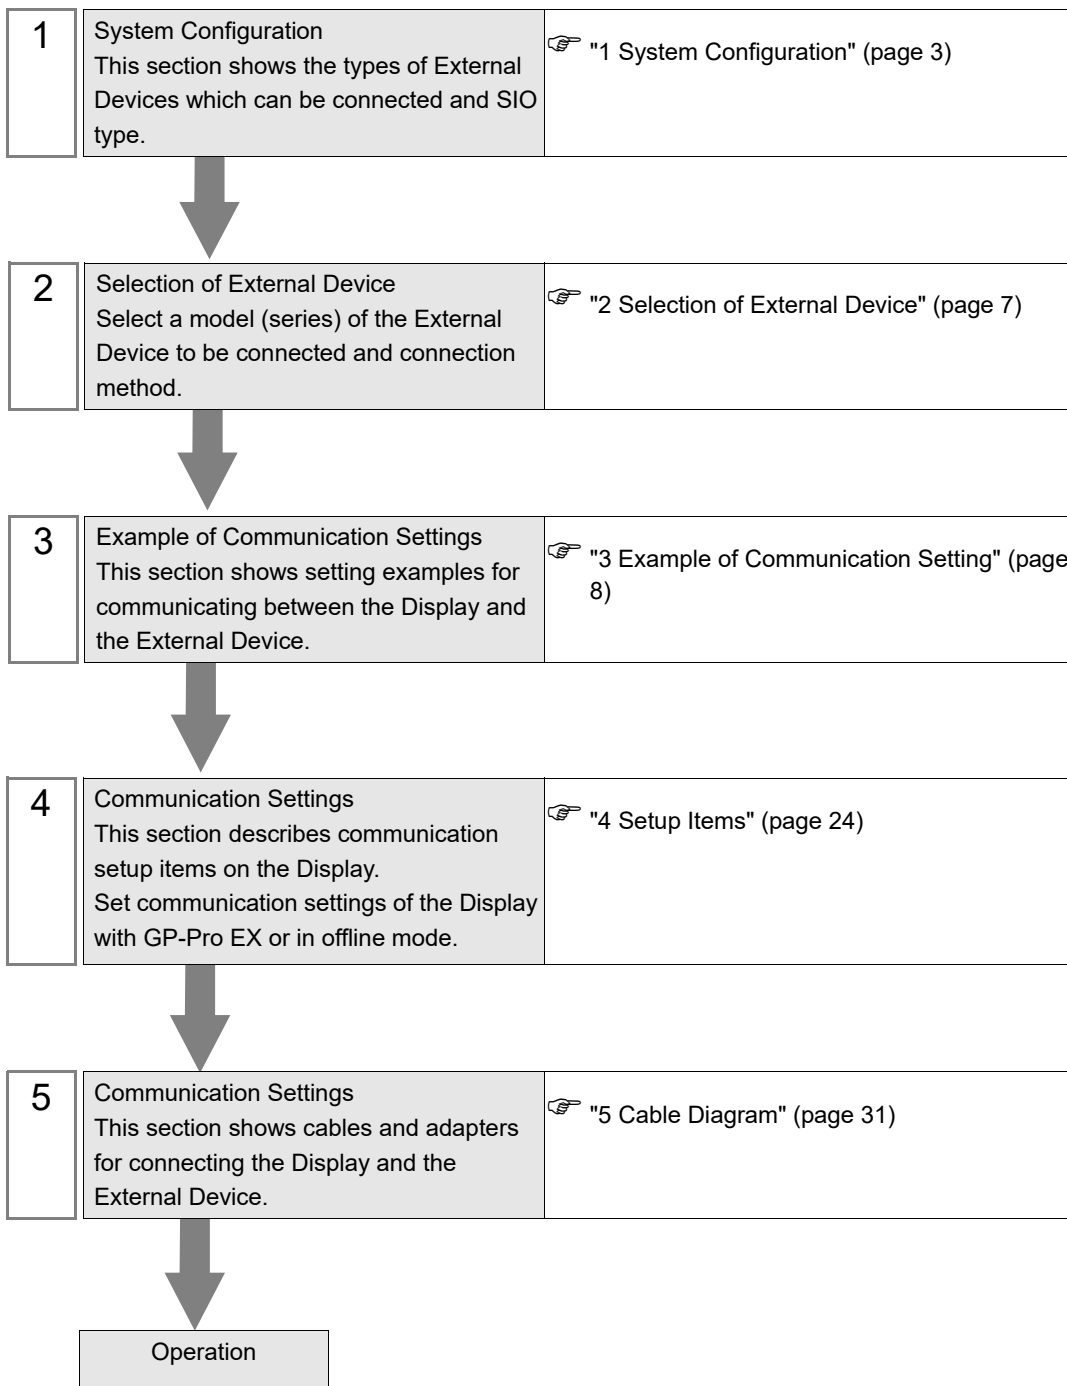 1
System Configuration
This section shows the types of External
Devices which can be connected and SIO
type.
"1 System Configuration" (page 3)
2
Selection of External Device
Select a model (series) of the External
Device to be connected and connection
method.
"2 Selection of External Device" (page 7)
3
Example of Communication Settings
This section shows setting examples for
communicating between the Display and
the External Device.
"3 Example of Communication Setting" (page
8)
4
Communication Settings
This section describes communication
setup items on the Display.
Set communication settings of the Display
with GP-Pro EX or in offline mode.
"4 Setup Items" (page 24)
5
Communication Settings
This section shows cables and adapters
for connecting the Display and the
External Device.
"5 Cable Diagram" (page 31)
Operation